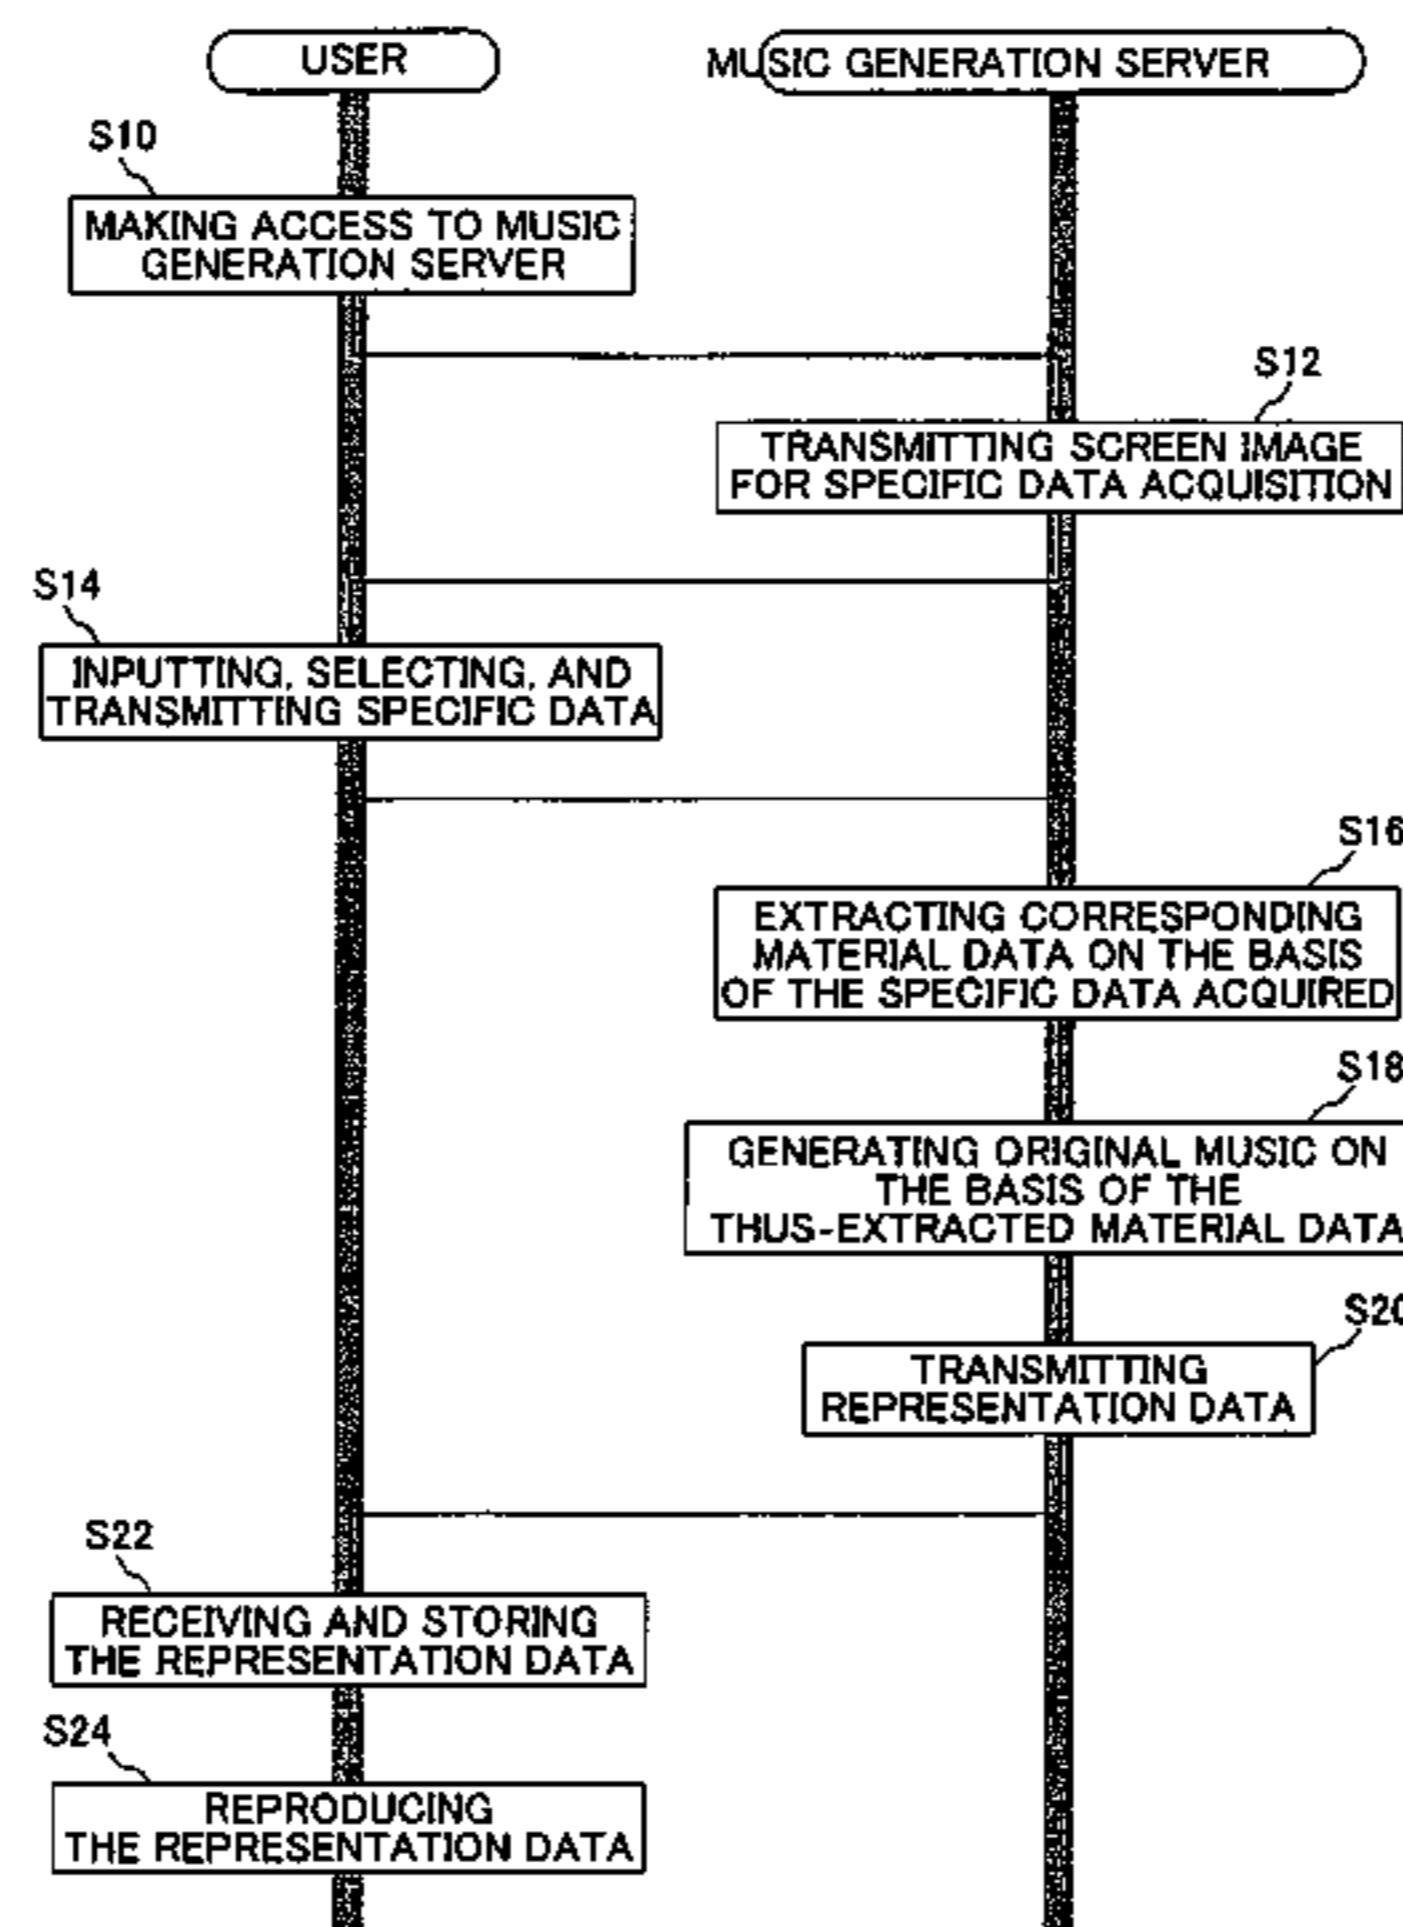 USER
MUSIC GENERATION SERVER
S10
MAKING ACCESS TO MUSIC
GENERATION SERVER
S12
TRANSMITTING SCREEN IMAGE
FOR SPECIFIC DATA ACQUISITION
S14
INPUTTING, SELECTING, AND
TRANSMITTING SPECIFIC DATA
S16
EXTRACTING CORRESPONDING
MATERIAL DATA ON THE BASIS
OF THE SPECIFIC DATA ACQUIRED
S18
GENERATING ORIGINAL MUSIC ON
THE BASIS OF THE
THUS-EXTRACTED MATERIAL DATA
S20
TRANSMITTING
REPRESENTATION DATA
S22
RECEIVING AND STORING
THE REPRESENTATION DATA
S24
REPRODUCING
THE REPRESENTATION DATA